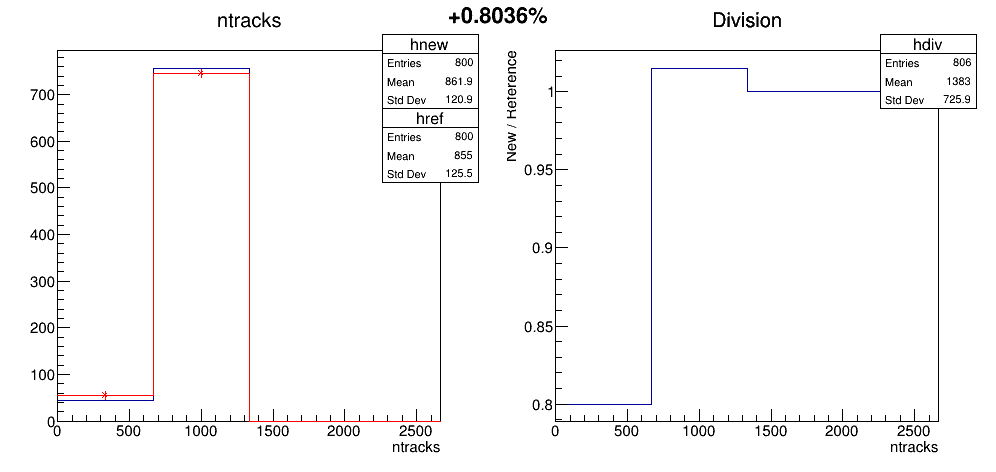 +0.8036%
ntracks
hnew
Entries 800
Mean 861.9
Std Dev 120.9
href
Entries 800
Mean 855
Std Dev 125.5
700
600
500
400
300
200
100
0
0 500 1000 1500 2000 2500
ntracks
Division
hdiv
Entries 806
Mean 1383
Std Dev 725.9
New / Reference
1
0.95
0.9
0.85
0.8
0 500 1000 1500 2000 2500
ntracks